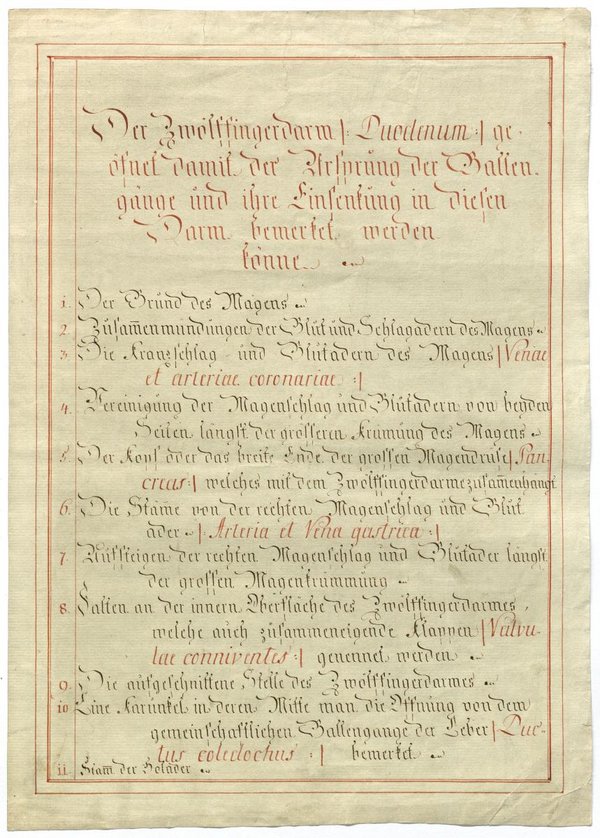 Der Zwölffingerdarm |: Duodenum :| ge-
öfnet damit der Ursprung der Gallen-
gänge und ihre Einsenkung in diesen
Darm bemerket werden
könne.
1. Der Grund des Magens
2. Zusam̅enmundungen der Blut und Schlagadern des Magens
3. Die Kranzschlag- und Blutadern des Magens |: Venae
et arteriae coronariae :|
4. Vereinigung der Magenschlag und Blutadern von beyden
Seiten längst der grösseren Krümung des Magens
5. Der Kopf oder das breite Ende der grossen Magendrüse |: Pan-
creas :| welches mit dem Zwölffingerdarme zusamenhangt
6. Die Stäme von der rechten Magenschlag und Blut
ader |: Arteria et Vena gastrica :|
7. Aufsteigen der rechten Magenschlag und Blutader längst
der grossen Magenkrümmung
8. Falten an der innern Oberfläche des Zwölffingerdarmes,
welche auch zusammeneigende Klappen |: Valvu-
lae conniventes :| genennet werden
9. Die aufgeschnittene Stelle des Zwölffingerdarmes
10. Eine Karunkel in deren Mitte man die Öffnung von dem
gemeinschaftlichen Gallengange der Leber |: Duc-
tus coledochus :| bemerket
11. Stam̅ der Goldader